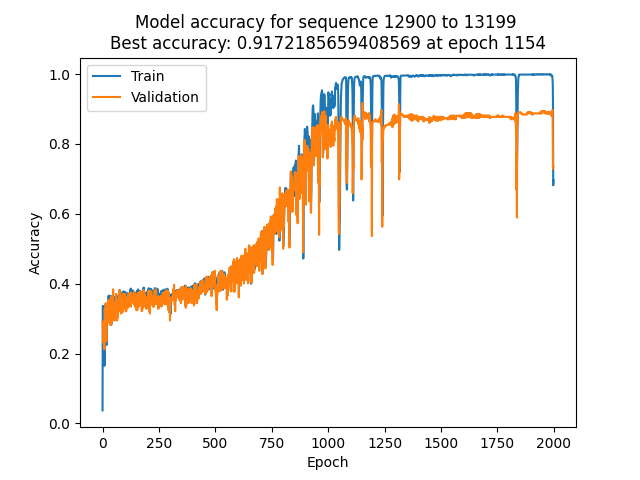 Model accuracy for sequence 12900 to 13199
Best accuracy: 0.9172185659408569 at epoch 1154
Train
Validation
1.0
0.8
0.6
0.4
0.2
0.0
Accuracy
0 250 500 750 1000 1250 1500 1750 2000
Epoch